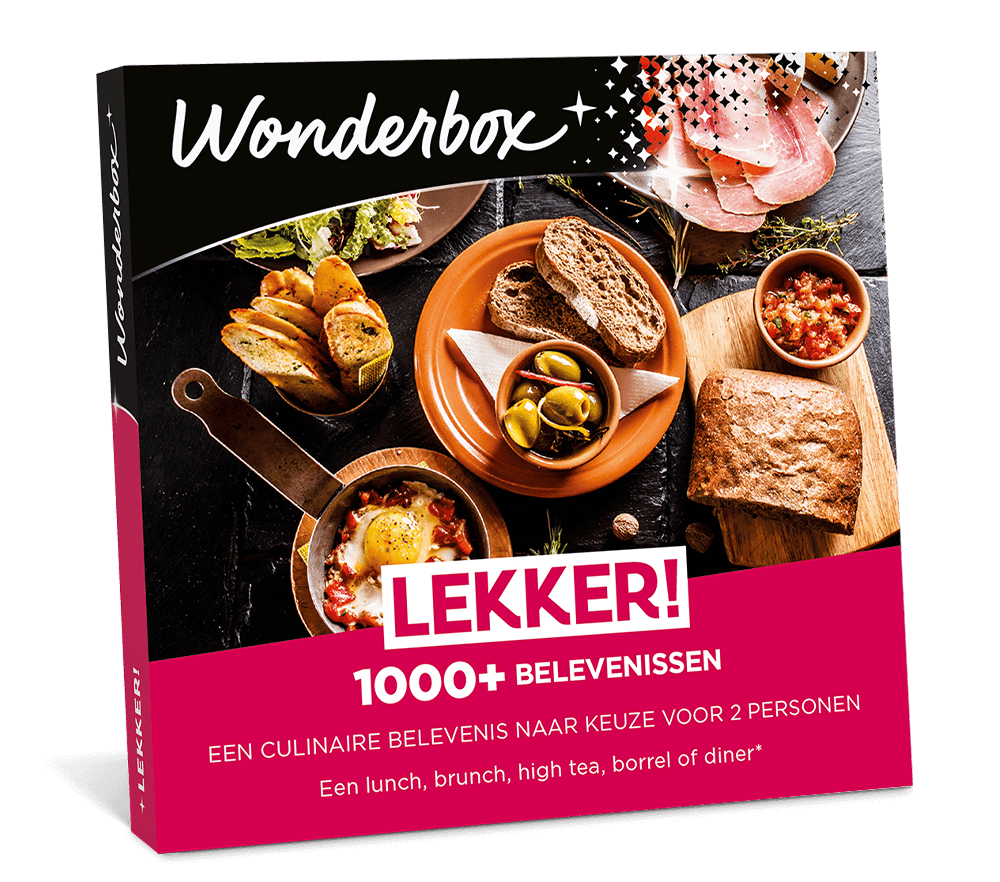 Wonderbox
Wonderbox
LEKKER!
1000+ BELEVENISSEN
EEN CULINAIRE BELEVENIS NAAR KEUZE VOOR 2 PERSONEN
Een lunch, brunch, high tea, borrel of diner*
+ LEKKER!